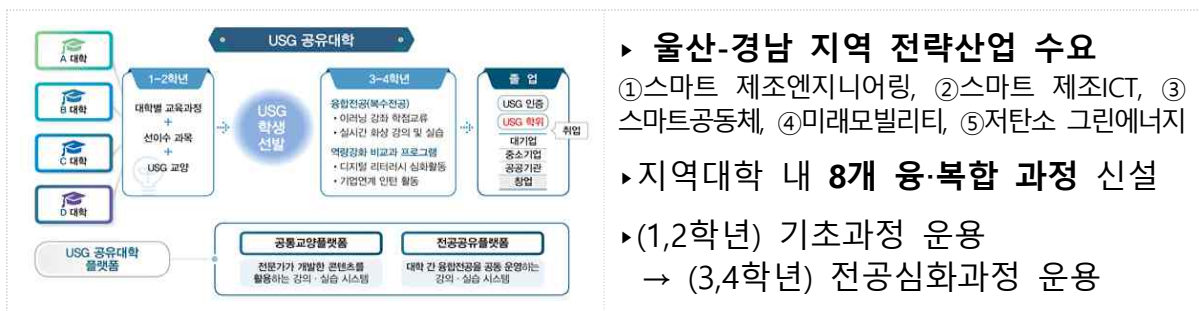 USG 공유대학
A 대학
B 대학
C 대학
D 대학
1-2학년
대학별 교육과정
+
선이수 과목
+
USG 교양
USG
학생
선발
3-4학년
융합전공(복수전공)
• 이러닝 강좌 학점교류
• 실시간 화상 강의 및 실습
역량강화 비교과 프로그램
• 디지털 리터러시 심화활동
• 기업연계 인턴 활동
졸 업
USG 인증
USG 학위
대기업
중소기업
공공기관
창업
취업
USG 공유대학
플랫폼
공통교양플랫폼
전문가가 개발한 콘텐츠를
활용하는 강의 · 실습 시스템
전공공유플랫폼
대학 간 융합전공을 공동 운영하는
강의 · 실습 시스템
▸ 울산-경남 지역 전략산업 수요
①스마트 제조엔지니어링, ②스마트 제조ICT, ③
스마트공동체, ④미래모빌리티, ⑤저탄소 그린에너지
▸지역대학 내 8개 융·복합 과정 신설
▸(1,2학년) 기초과정 운용
→ (3,4학년) 전공심화과정 운용